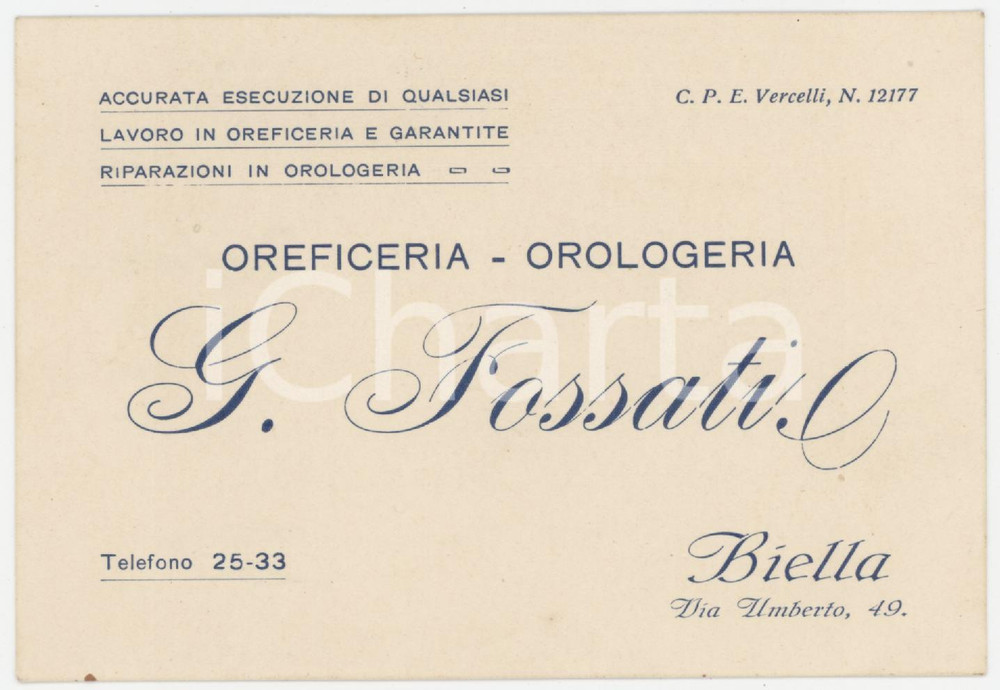 ACCURATA ESECUZIONE DI QUALSIASI
LAVORO IN OREFICERIA E GARANTITE
RIPARAZIONI IN OROLOGERIA
C. P. E. Vercelli, N. 12177
OREFICERIA - OROLOGERIA
iCharta
G. Fossati
Telefono 25-33
Biella
Via Umberto, 49.